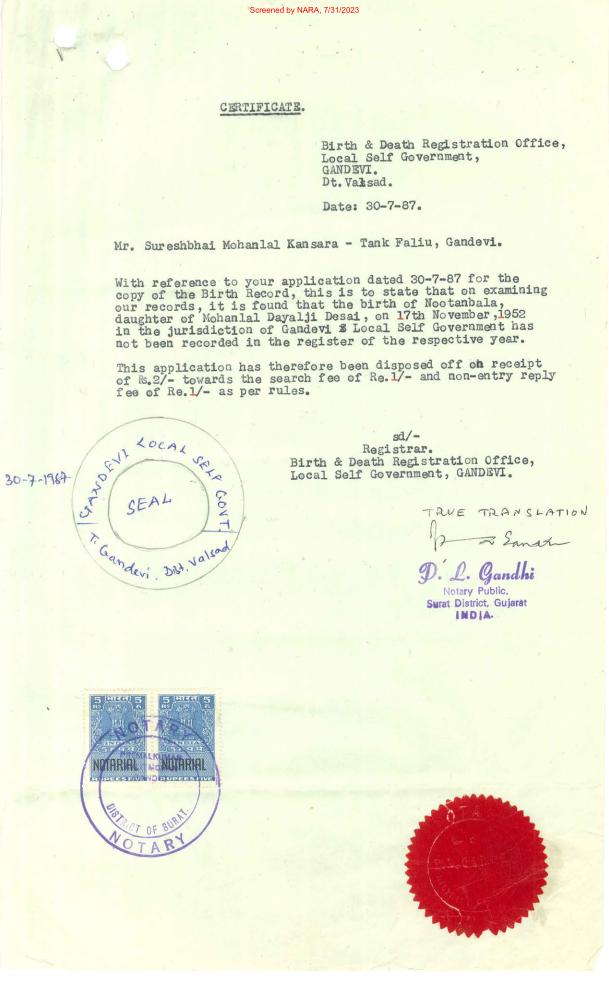 Screened by NARA, 7/31/2023
CERTIFICATE.
Birth & Death Registration Office,
Local Self Government,
GANDEVI.
Dt. Valsad.
Date: 30-7-87.
Mr. Sureshbhai Mohanlal Kansara - Tank Faliu, Gandevi.
With reference to your application dated 30-7-87 for the
copy of the Birth Record, this is to state that on examining
our records, it is found that the birth of Nootanbala,
daughter of Mohanlal Dayalji Desai, on 17th November,1952
in the jurisdiction of Gandevi & Local Self Government has
not been recorded in the register of the respective year.
This application has therefore been disposed off on receipt
of Rs.2/- towards the search fee of Re.1/- and non-entry reply
fee of Re.1/- as per rules.
sd/-
Registrar.
Birth & Death Registration Office,
Local Self Government, GANDEVI.
30-7-1987
GANDEVI LOCAL SELF GOVT.
SEAL
T. Gandevi. Dist. Valsad
TRUE TRANSLATION
D. L. Gandhi
Notary Public,
Surat District, Gujarat
INDIA.
5 भारत 5
5 भारत 5
NOTARY
NOTARIAL
NOTARIAL
RUPEES FIVE
RUPEES FIVE
DISTRICT OF SURAT.
NOTARY